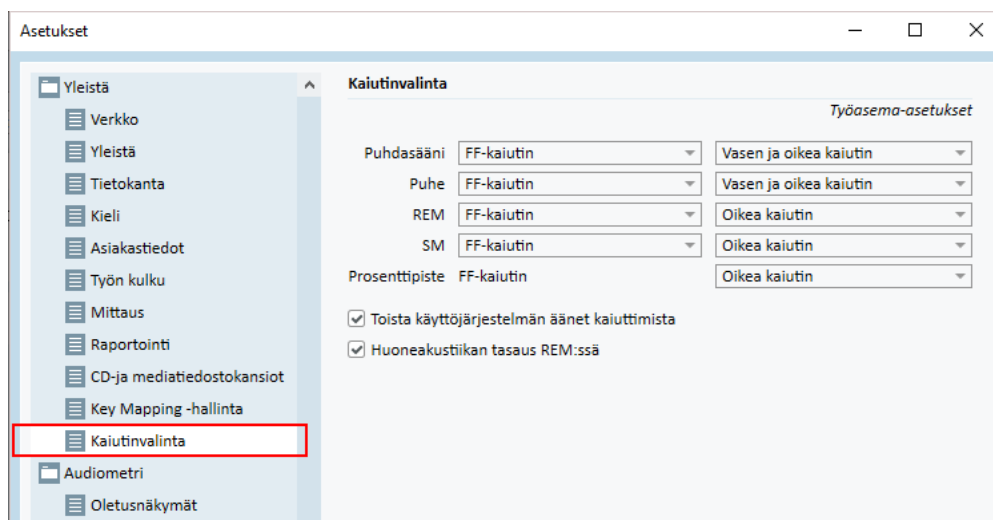 Asetukset
Yleistä
Verkko
Yleistä
Tietokanta
Kieli
Asiakastiedot
Työn kulku
Mittaus
Raportointi
CD-ja mediatiedostokansiot
Key Mapping -hallinta
Kaiutinvalinta
Audiometri
Oletusnäkymät
Kaiutinvalinta
Työasema-asetukset
Puhdasääni FF-kaiutin Vasen ja oikea kaiutin
Puhe FF-kaiutin Vasen ja oikea kaiutin
REM FF-kaiutin Oikea kaiutin
SM FF-kaiutin Oikea kaiutin
Prosenttipiste FF-kaiutin Oikea kaiutin
Toista käyttöjärjestelmän äänet kaiuttimista
Huoneakustiikan tasaus REM:ssä